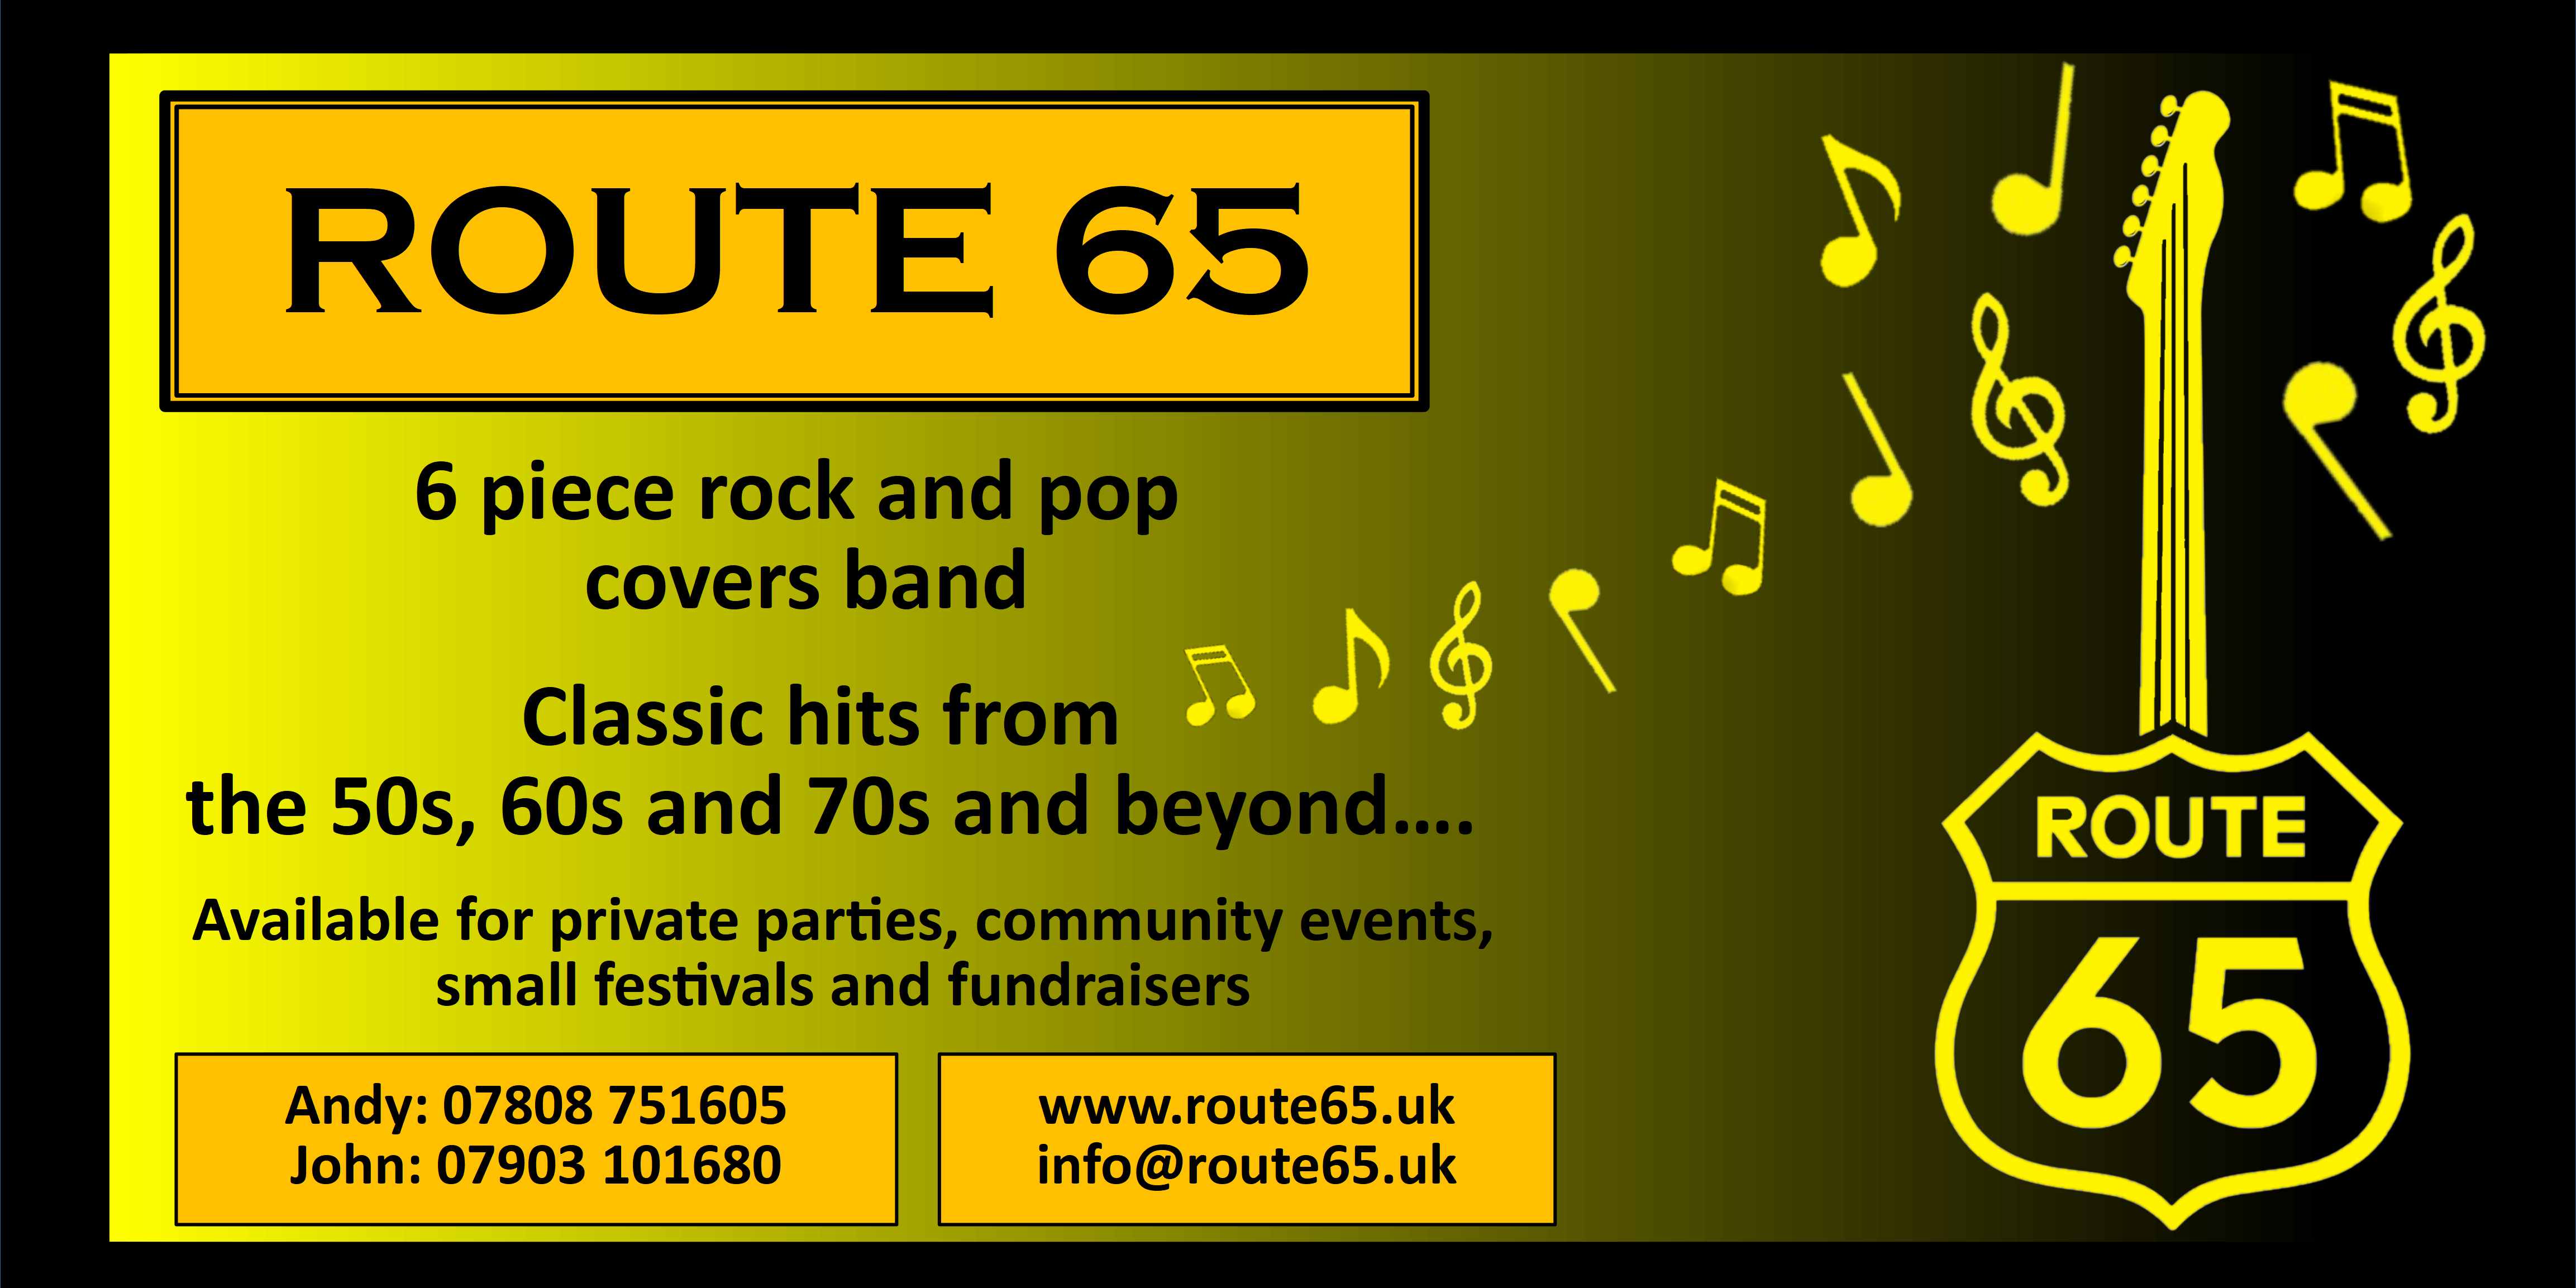 ROUTE 65
6 piece rock and pop
covers band
Classic hits from
the 50s, 60s and 70s and beyond....
Available for private parties, community events,
small festivals and fundraisers
Andy: 07808 751605
John: 07903 101680
www.route65.uk
info@route65.uk
ROUTE
65